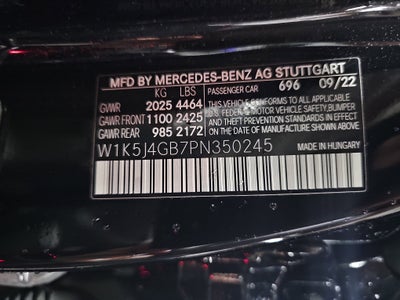 MFD BY MERCEDES-BENZ AG STUTTGART
KG LBS 696 09/22
GVWR 2025 4464
GAWR FRONT 1100 2425
GAWR REAR 985 2172
THIS VEHICLE CONFORMS TO ALL APPLICABLE
U.S. FEDERAL MOTOR VEHICLE SAFETY, BUMPER
AND THEFT PREVENTION STANDARDS IN EFFECT
ON THE DATE OF MANUFACTURE SHOWN ABOVE.
W1K5J4GB7PN350245
MADE IN HUNGARY